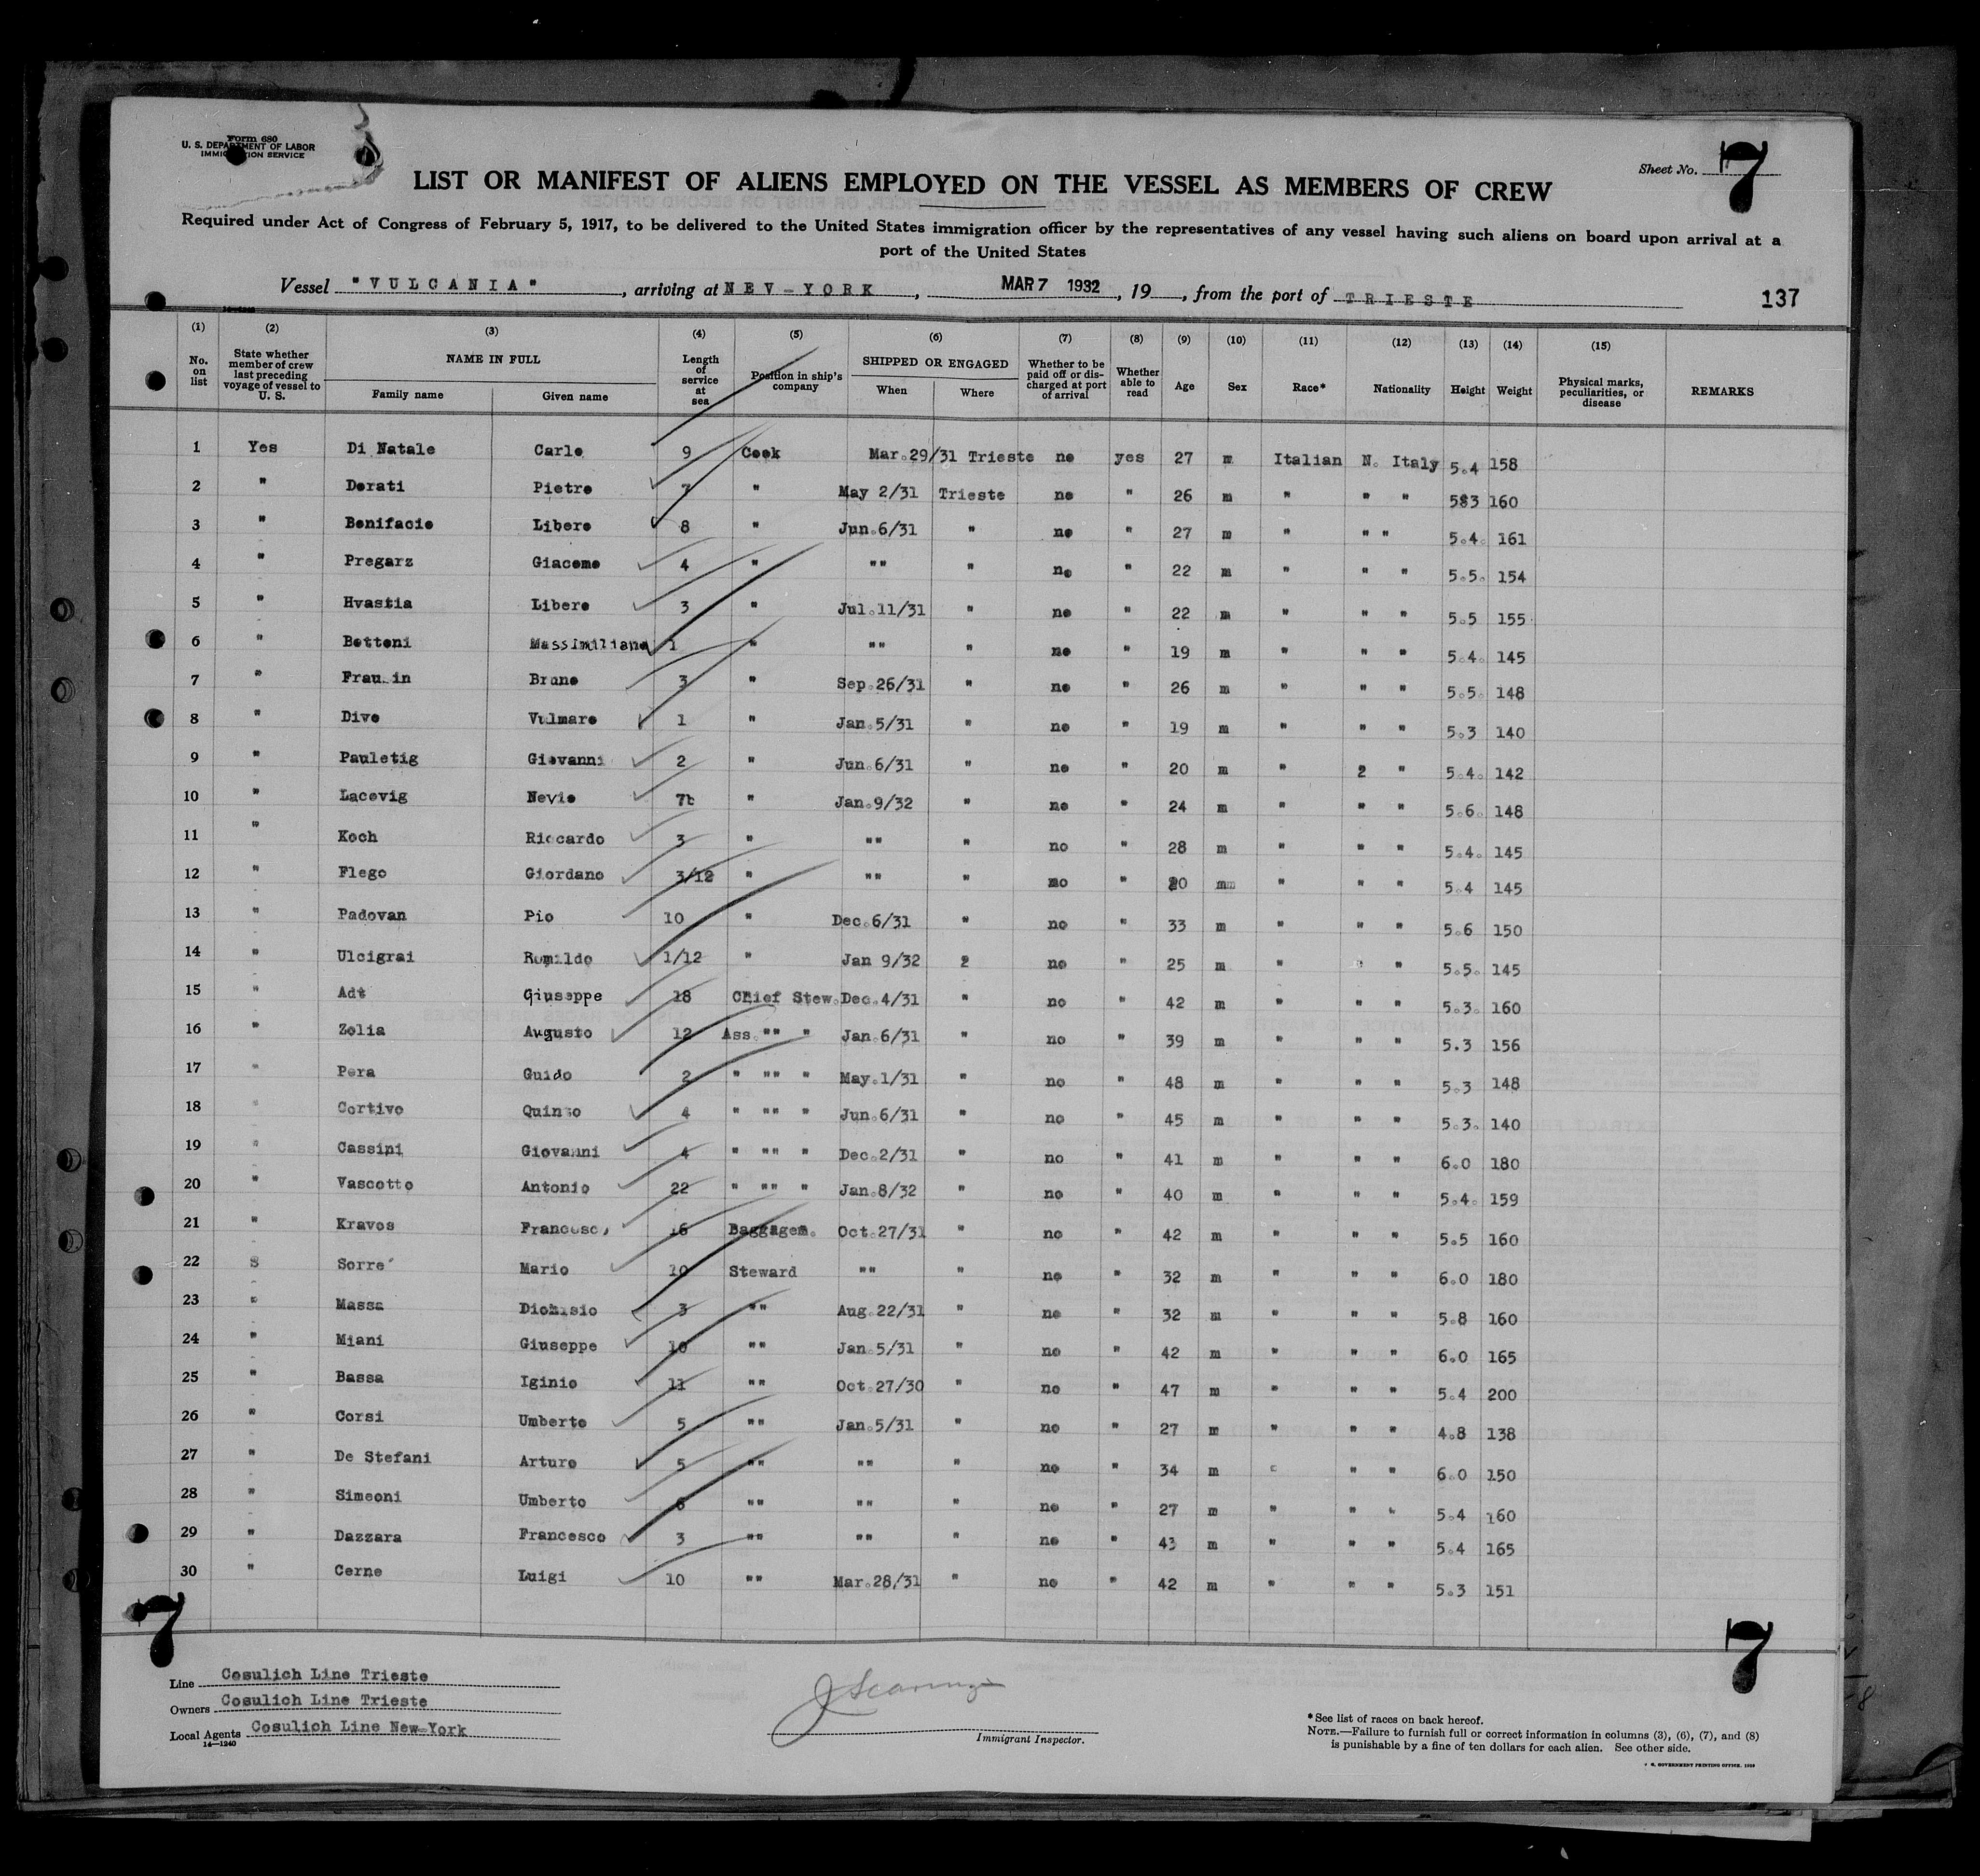 Form 680
U. S. DEPARTMENT OF LABOR
IMMIGRATION SERVICE
Sheet No. 7
LIST OR MANIFEST OF ALIENS EMPLOYED ON THE VESSEL AS MEMBERS OF CREW
Required under Act of Congress of February 5, 1917, to be delivered to the United States immigration officer by the representatives of any vessel having such aliens on board upon arrival at a
port of the United States
Vessel "VULCANIA", arriving at NEV-YORK, MAR 7 1932, 19, from the port of TRIESTE
137
(1) (2) (3) (4) (5) (6) (7) (8) (9) (10) (11) (12) (13) (14) (15)
No. on list State whether member of crew last preceding voyage of vessel to U. S. NAME IN FULL Family name Given name Length of service at sea Position in ship's company SHIPPED OR ENGAGED When Where Whether to be paid off or discharged at port of arrival Whether able to read Age Sex Race* Nationality Height Weight Physical marks, peculiarities, or disease REMARKS
1 Yes Di Natale Carlo 9 Cook Mar.29/31 Trieste no yes 27 m Italian N. Italy 5.4 158
2 " Dorati Pietro 7 " May 2/31 Trieste no " 26 m " " " 583 160
3 " Bonifacio Libero 8 " Jun.6/31 " no " 27 m " " " 5.4. 161
4 " Pregarz Giacomo 4 " "" " no " 22 m " " " 5.5. 154
5 " Hvastia Libero 3 " Jul.11/31 " no " 22 m " " " 5.5 155
6 " Bottoni Massimiliano 1 " "" " no " 19 m " " " 5.4. 145
7 " Frau in Bruno 3 " Sep.26/31 " no " 26 m " " " 5.5. 148
8 " Divo Vulmaro 1 " Jan.5/31 " no " 19 m " " " 5.3 140
9 " Pauletig Giovanni 2 " Jun.6/31 " no " 20 m " 2 " 5.4. 142
10 " Lacovig Nevio " Jan.9/32 " no " 24 m " " " 5.6. 148
11 " Koch Riccardo 3 " "" " no " 28 m " " " 5.4. 145
12 " Flego Giordano 3/12 " "" " no " 20 m " " " 5.4 145
13 " Padovan Pio 10 " Dec.6/31 " no " 33 m " " " 5.6 150
14 " Ulcigrai Romildo 1/12 " Jan 9/32 2 no " 25 m " " " 5.5. 145
15 " Adt Giuseppe 18 Chief Stew. Dec.4/31 " no " 42 m " " " 5.3. 160
16 " Zolia Augusto 12 Ass. "" " Jan.6/31 " no " 39 m " " " 5.3 156
17 " Pera Guido 2 " "" " May.1/31 " no " 48 m " " " 5.3 148
18 " Cortivo Quinto 4 " "" " Jun.6/31 " no " 45 m " " " 5.3. 140
19 " Cassini Giovanni 4 " "" " Dec.2/31 " no " 41 m " " " 6.0 180
20 " Vascotto Antonio 22 " "" " Jan.8/32 " no " 40 m " " " 5.4. 159
21 " Kravos Francesco 16 Baggagem. Oct.27/31 " no " 42 m " " " 5.5 160
22 S Sorre' Mario 10 Steward "" " no " 32 m " " " 6.0 180
23 " Massa Dionisio 3 "" Aug.22/31 " no " 32 m " " " 5.8 160
24 " Miani Giuseppe 10 "" Jan.5/31 " no " 42 m " " " 6.0 165
25 " Bassa Iginio 11 "" Oct.27/30 " no " 47 m " " " 5.4 200
26 " Corsi Umberto 5 "" Jan.5/31 " no " 27 m " " " 4.8 138
27 " De Stefani Arturo 5 "" "" " no " 34 m " " " 6.0 150
28 " Simeoni Umberto 6 "" "" " no " 27 m " " " 5.4 160
29 " Dazzara Francesco 3 "" "" " no " 43 m " " " 5.4 165
30 " Cerne Luigi 10 "" Mar.28/31 " no " 42 m " " " 5.3 151
7
7
Line Cosulich Line Trieste
Owners Cosulich Line Trieste
Local Agents Cosulich Line New-York
14—1240
Immigrant Inspector.
*See list of races on back hereof.
NOTE.—Failure to furnish full or correct information in columns (3), (6), (7), and (8)
is punishable by a fine of ten dollars for each alien. See other side.